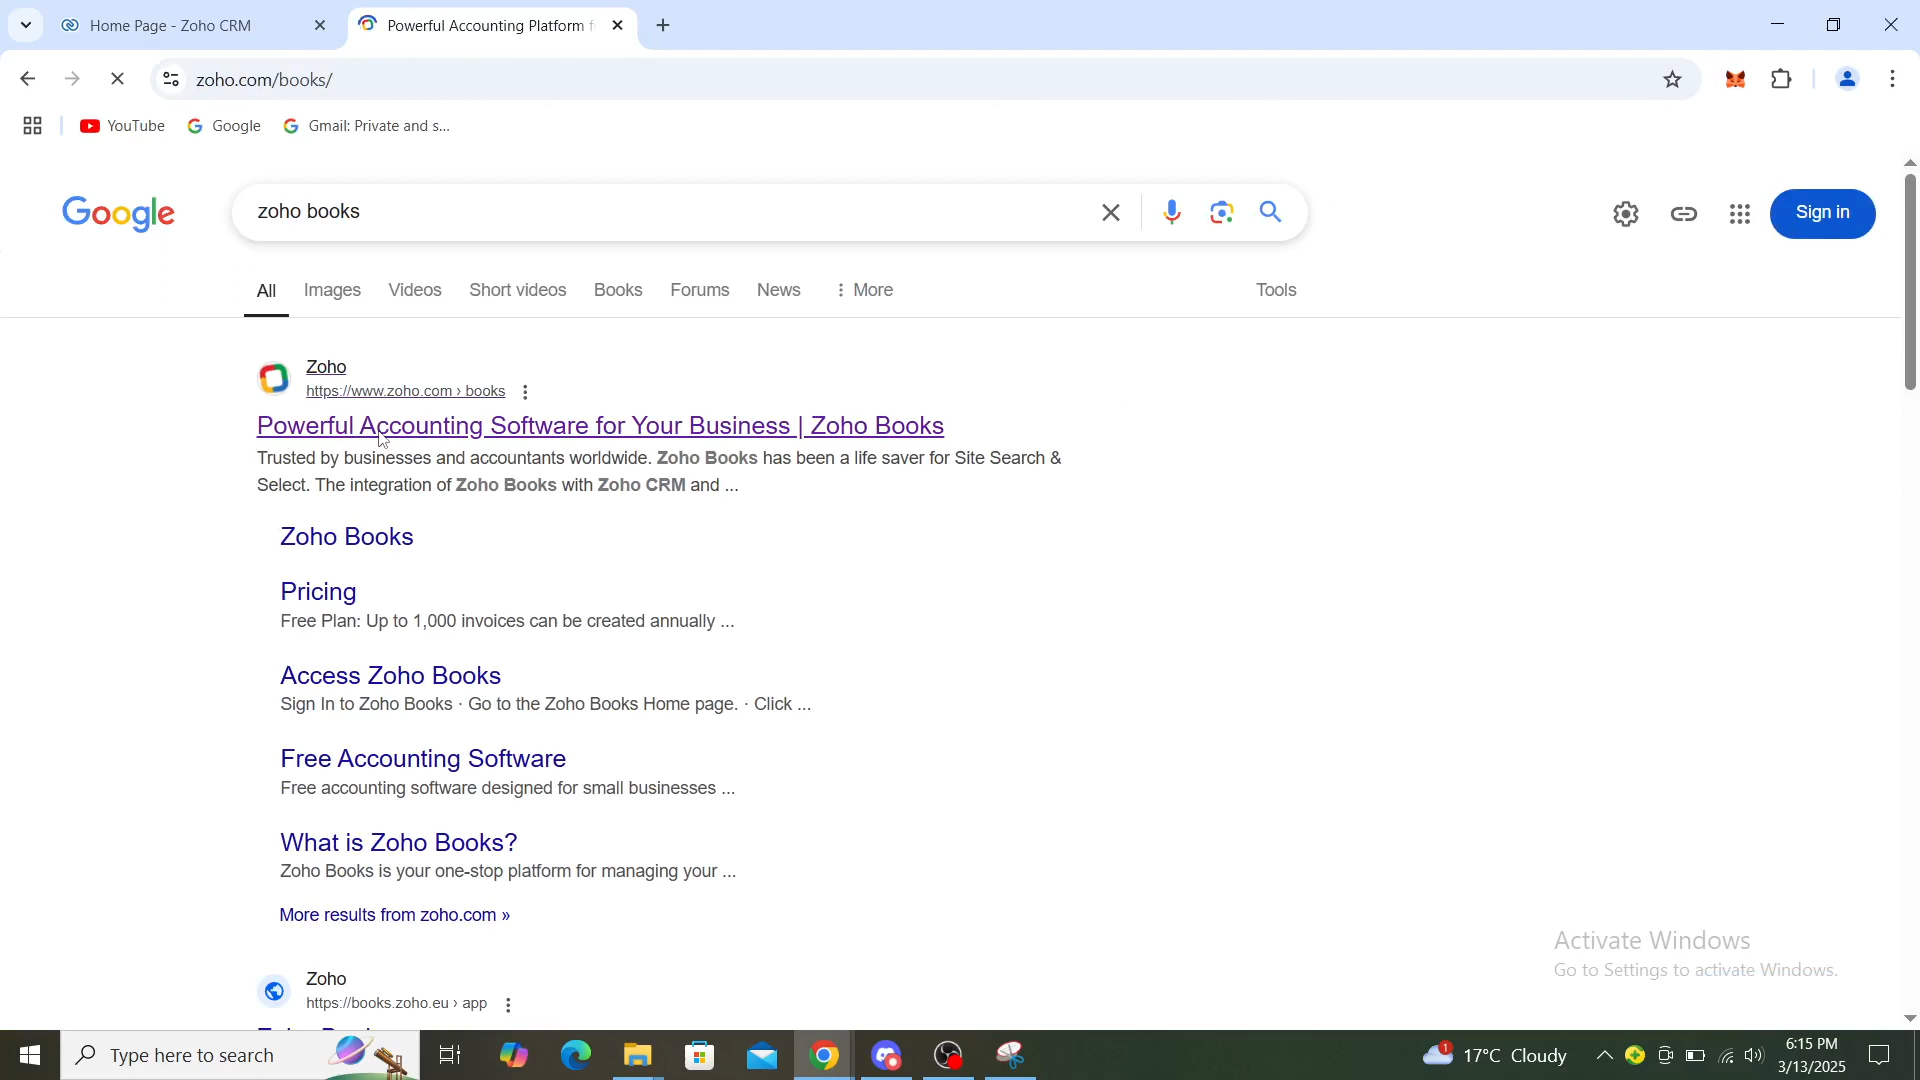 Home Page - Zoho CRM
Powerful Accounting Platform f
zoho.com/books/
YouTube
Google
Gmail: Private and s...
Google
zoho books
Sign in
All
Images
Videos
Short videos
Books
Forums
News
More
Tools
Zoho
https://www.zoho.com › books
Powerful Accounting Software for Your Business | Zoho Books
Trusted by businesses and accountants worldwide. Zoho Books has been a life saver for Site Search &
Select. The integration of Zoho Books with Zoho CRM and ...
Zoho Books
Pricing
Free Plan: Up to 1,000 invoices can be created annually ...
Access Zoho Books
Sign In to Zoho Books · Go to the Zoho Books Home page. · Click ...
Free Accounting Software
Free accounting software designed for small businesses ...
What is Zoho Books?
Zoho Books is your one-stop platform for managing your ...
More results from zoho.com »
Activate Windows
Go to Settings to activate Windows.
Zoho
https://books.zoho.eu › app
Type here to search
1
17°C Cloudy
6:15 PM
3/13/2025